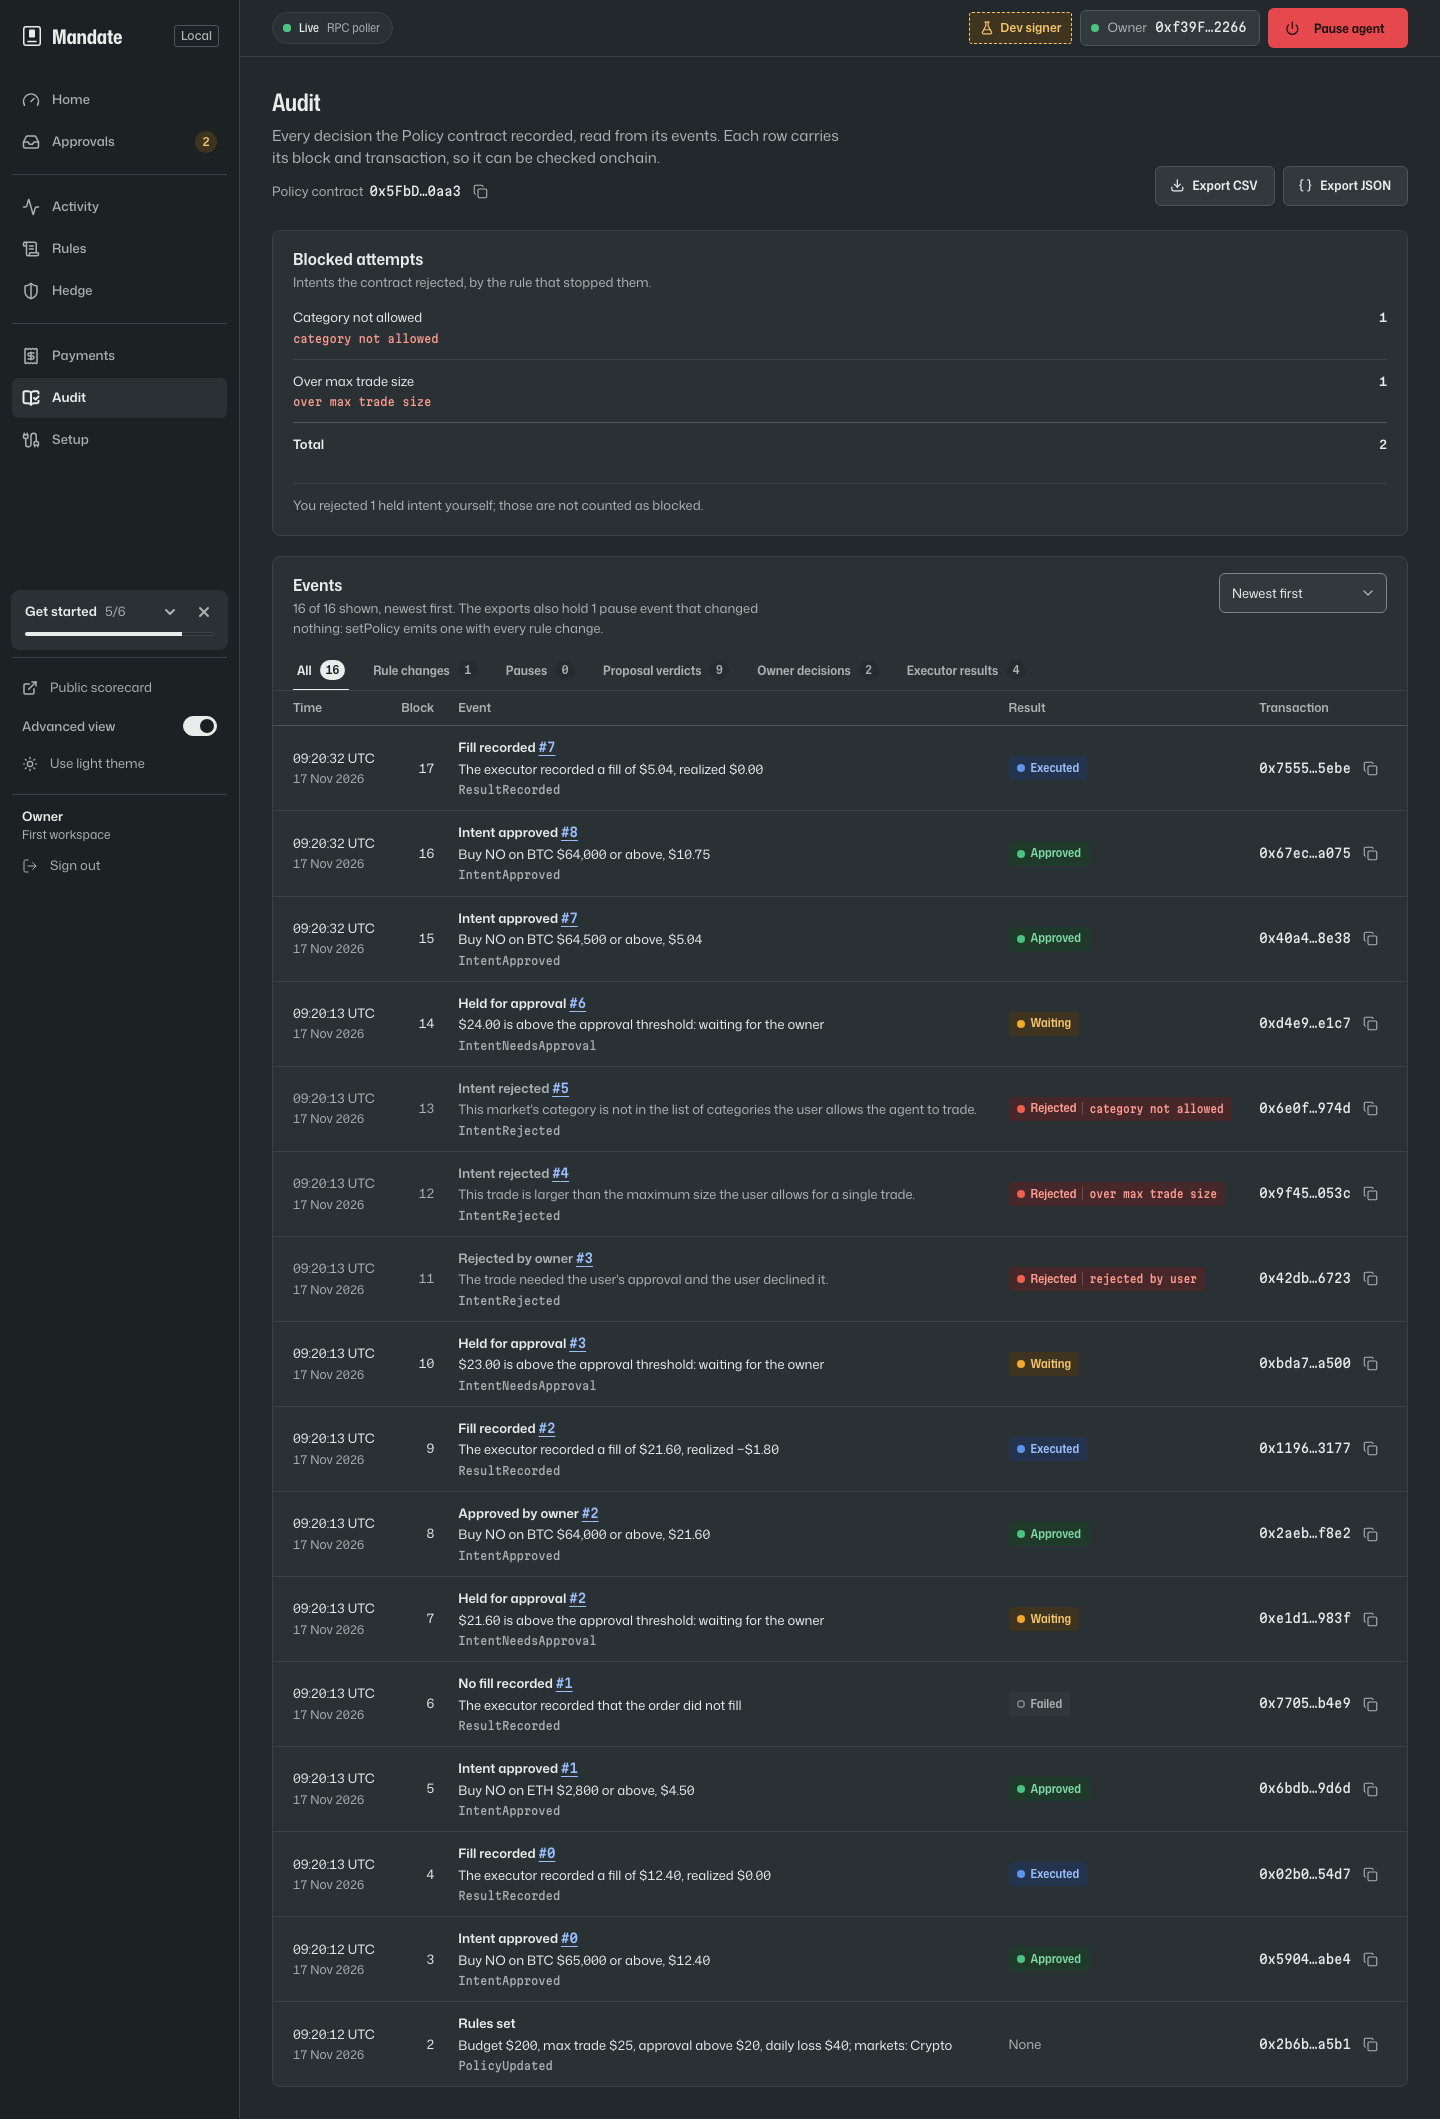 Mandate
Local
Home
Approvals 2
Activity
Rules
Hedge
Payments
Audit
Setup
Get started 5/6
Public scorecard
Advanced view
Use light theme
Owner
First workspace
Sign out
Live RPC poller
Dev signer
Owner 0xf39F…2266
Pause agent
Audit
Every decision the Policy contract recorded, read from its events. Each row carries
its block and transaction, so it can be checked onchain.
Policy contract 0x5FbD…0aa3
Export CSV
Export JSON
Blocked attempts
Intents the contract rejected, by the rule that stopped them.
Category not allowed 1
category not allowed
Over max trade size 1
over max trade size
Total 2
You rejected 1 held intent yourself; those are not counted as blocked.
Events
16 of 16 shown, newest first. The exports also hold 1 pause event that changed
nothing: setPolicy emits one with every rule change.
Newest first
All 16 Rule changes 1 Pauses 0 Proposal verdicts 9 Owner decisions 2 Executor results 4
Time Block Event Result Transaction
Fill recorded #7
09:20:32 UTC 17 The executor recorded a fill of $5.04, realized $0.00 Executed 0x7555…5ebe
17 Nov 2026
ResultRecorded
Intent approved #8
09:20:32 UTC 16 Buy NO on BTC $64,000 or above, $10.75 Approved 0x67ec…a075
17 Nov 2026
IntentApproved
Intent approved #7
09:20:32 UTC 15 Buy NO on BTC $64,500 or above, $5.04 Approved 0x40a4…8e38
17 Nov 2026
IntentApproved
Held for approval #6
09:20:13 UTC 14 $24.00 is above the approval threshold: waiting for the owner Waiting 0xd4e9…e1c7
17 Nov 2026
IntentNeedsApproval
Intent rejected #5
09:20:13 UTC 13 This market's category is not in the list of categories the user allows the agent to trade. Rejected category not allowed 0x6e0f…974d
17 Nov 2026
IntentRejected
Intent rejected #4
09:20:13 UTC 12 This trade is larger than the maximum size the user allows for a single trade. Rejected over max trade size 0x9f45…053c
17 Nov 2026
IntentRejected
Rejected by owner #3
09:20:13 UTC 11 The trade needed the user's approval and the user declined it. Rejected rejected by user 0x42db…6723
17 Nov 2026
IntentRejected
Held for approval #3
09:20:13 UTC 10 $23.00 is above the approval threshold: waiting for the owner Waiting 0xbda7…a500
17 Nov 2026
IntentNeedsApproval
Fill recorded #2
09:20:13 UTC 9 The executor recorded a fill of $21.60, realized −$1.80 Executed 0x1196…3177
17 Nov 2026
ResultRecorded
Approved by owner #2
09:20:13 UTC 8 Buy NO on BTC $64,000 or above, $21.60 Approved 0x2aeb…f8e2
17 Nov 2026
IntentApproved
Held for approval #2
09:20:13 UTC 7 $21.60 is above the approval threshold: waiting for the owner Waiting 0xe1d1…983f
17 Nov 2026
IntentNeedsApproval
No fill recorded #1
09:20:13 UTC 6 The executor recorded that the order did not fill Failed 0x7705…b4e9
17 Nov 2026
ResultRecorded
Intent approved #1
09:20:13 UTC 5 Buy NO on ETH $2,800 or above, $4.50 Approved 0x6bdb…9d6d
17 Nov 2026
IntentApproved
Fill recorded #0
09:20:13 UTC 4 The executor recorded a fill of $12.40, realized $0.00 Executed 0x02b0…54d7
17 Nov 2026
ResultRecorded
Intent approved #0
09:20:12 UTC 3 Buy NO on BTC $65,000 or above, $12.40 Approved 0x5904…abe4
17 Nov 2026
IntentApproved
Rules set
09:20:12 UTC 2 Budget $200, max trade $25, approval above $20, daily loss $40; markets: Crypto None 0x2b6b…a5b1
17 Nov 2026
PolicyUpdated